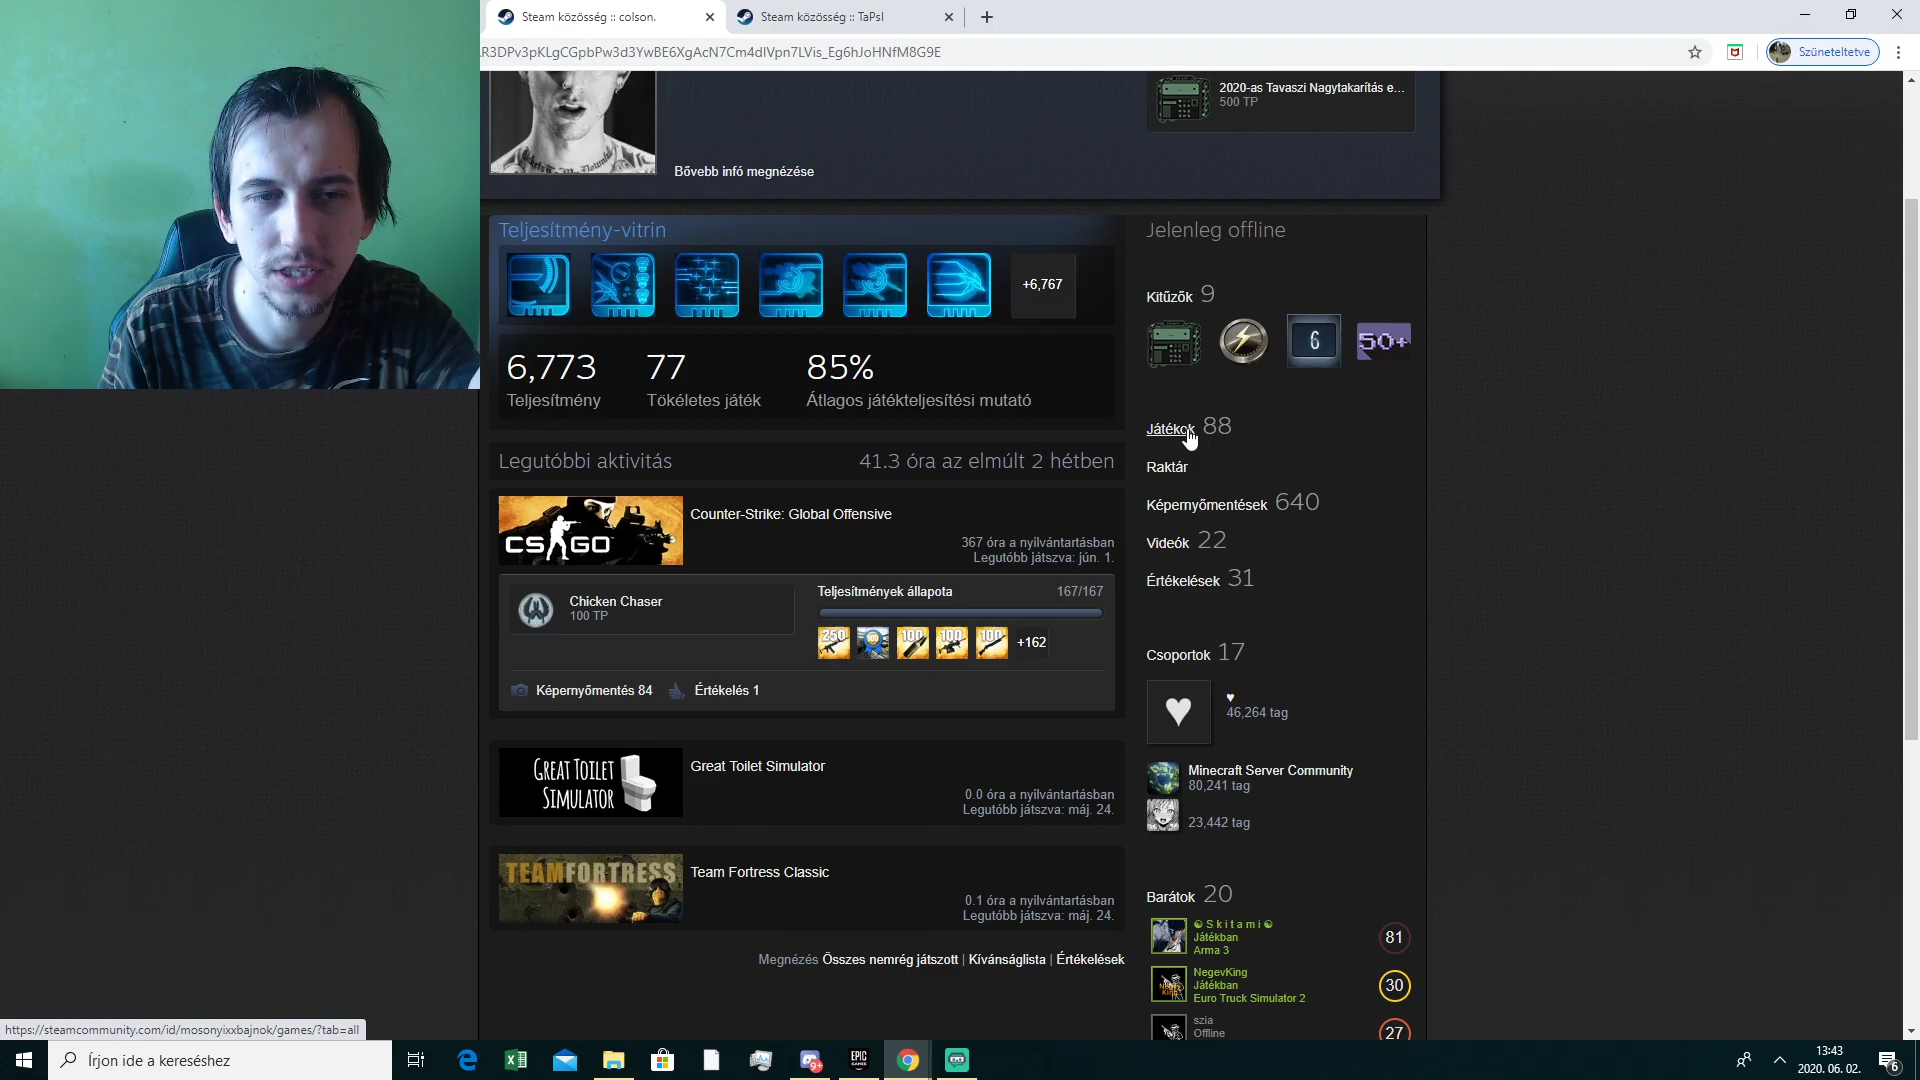 Steam közösség :: colson.
Steam közösség :: TaPsI
R3DPv3pKLgCGpbPw3d3YwBE6XgAcN7Cm4dIVpn7LVis_Eg6hJoHNfM8G9E
Szüneteltetve
2020-as Tavaszi Nagytakarítás e...
500 TP
Bővebb infó megnézése
Teljesítmény-vitrin
+6,767
6,773
77
85%
Teljesítmény
Tökéletes játék
Átlagos játékteljesítési mutató
Legutóbbi aktivitás
41.3 óra az elmúlt 2 hétben
CS GO
Counter-Strike: Global Offensive
367 óra a nyilvántartásban
Legutóbb játszva: jún. 1.
Chicken Chaser
100 TP
Teljesítmények állapota
167/167
250
100
100
100
100
+162
Képernyőmentés 84
Értékelés 1
GREAT TOILET
SIMULATOR
Great Toilet Simulator
0.0 óra a nyilvántartásban
Legutóbb játszva: máj. 24.
TEAMFORTRESS
Team Fortress Classic
0.1 óra a nyilvántartásban
Legutóbb játszva: máj. 24.
Megnézés Összes nemrég játszott | Kívánságlista | Értékelések
Jelenleg offline
Kitűzők 9
6
50+
Játékok 88
Raktár
Képernyőmentések 640
Videók 22
Értékelések 31
Csoportok 17
♥
♥
46,264 tag
Minecraft Server Community
80,241 tag
23,442 tag
Barátok 20
☯ S k i t a m i ☯
Játékban
Arma 3
81
NegevKing
Játékban
Euro Truck Simulator 2
30
szia
Offline
27
https://steamcommunity.com/id/mosonyixxbajnok/games/?tab=all
Írjon ide a kereséshez
9+
EPIC
GAMES
13:43
2020. 06. 02.
6